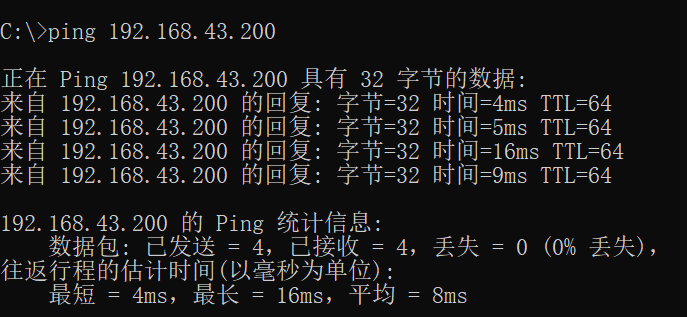 C:\>ping 192.168.43.200
正在 Ping 192.168.43.200 具有 32 字节的数据:
来自 192.168.43.200 的回复: 字节=32 时间=4ms TTL=64
来自 192.168.43.200 的回复: 字节=32 时间=5ms TTL=64
来自 192.168.43.200 的回复: 字节=32 时间=16ms TTL=64
来自 192.168.43.200 的回复: 字节=32 时间=9ms TTL=64
192.168.43.200 的 Ping 统计信息:
数据包: 已发送 = 4，已接收 = 4，丢失 = 0 (0% 丢失)，
往返行程的估计时间(以毫秒为单位):
最短 = 4ms，最长 = 16ms，平均 = 8ms